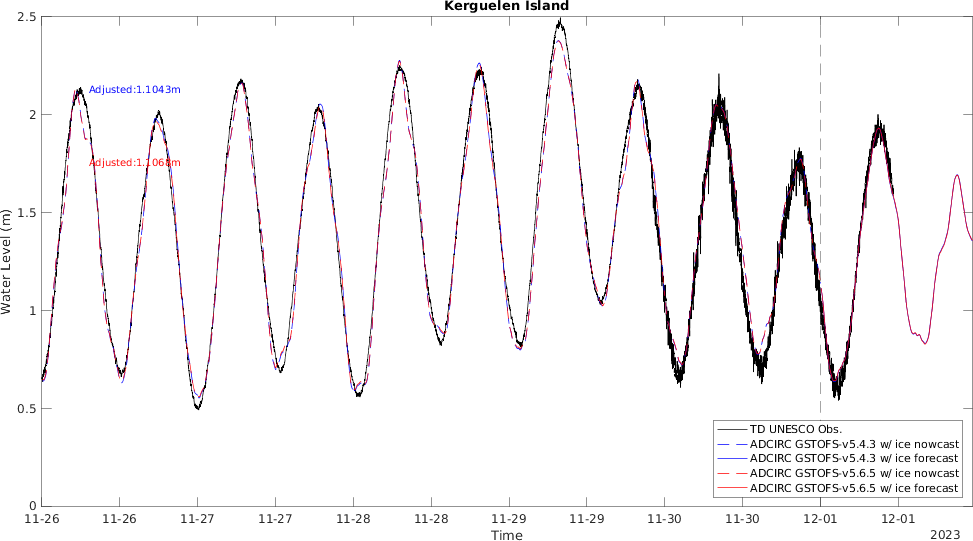 Kerguelen Island
2.5
2
1.5
1
0.5
0
Water Level (m)
Adjusted:1.1043m
Adjusted:1.1068m
TD UNESCO Obs.
ADCIRC GSTOFS-v5.4.3 w/ ice nowcast
ADCIRC GSTOFS-v5.4.3 w/ ice forecast
ADCIRC GSTOFS-v5.6.5 w/ ice nowcast
ADCIRC GSTOFS-v5.6.5 w/ ice forecast
11-26 11-26 11-27 11-27 11-28 11-28 11-29 11-29 11-30 11-30 12-01 12-01
Time
2023